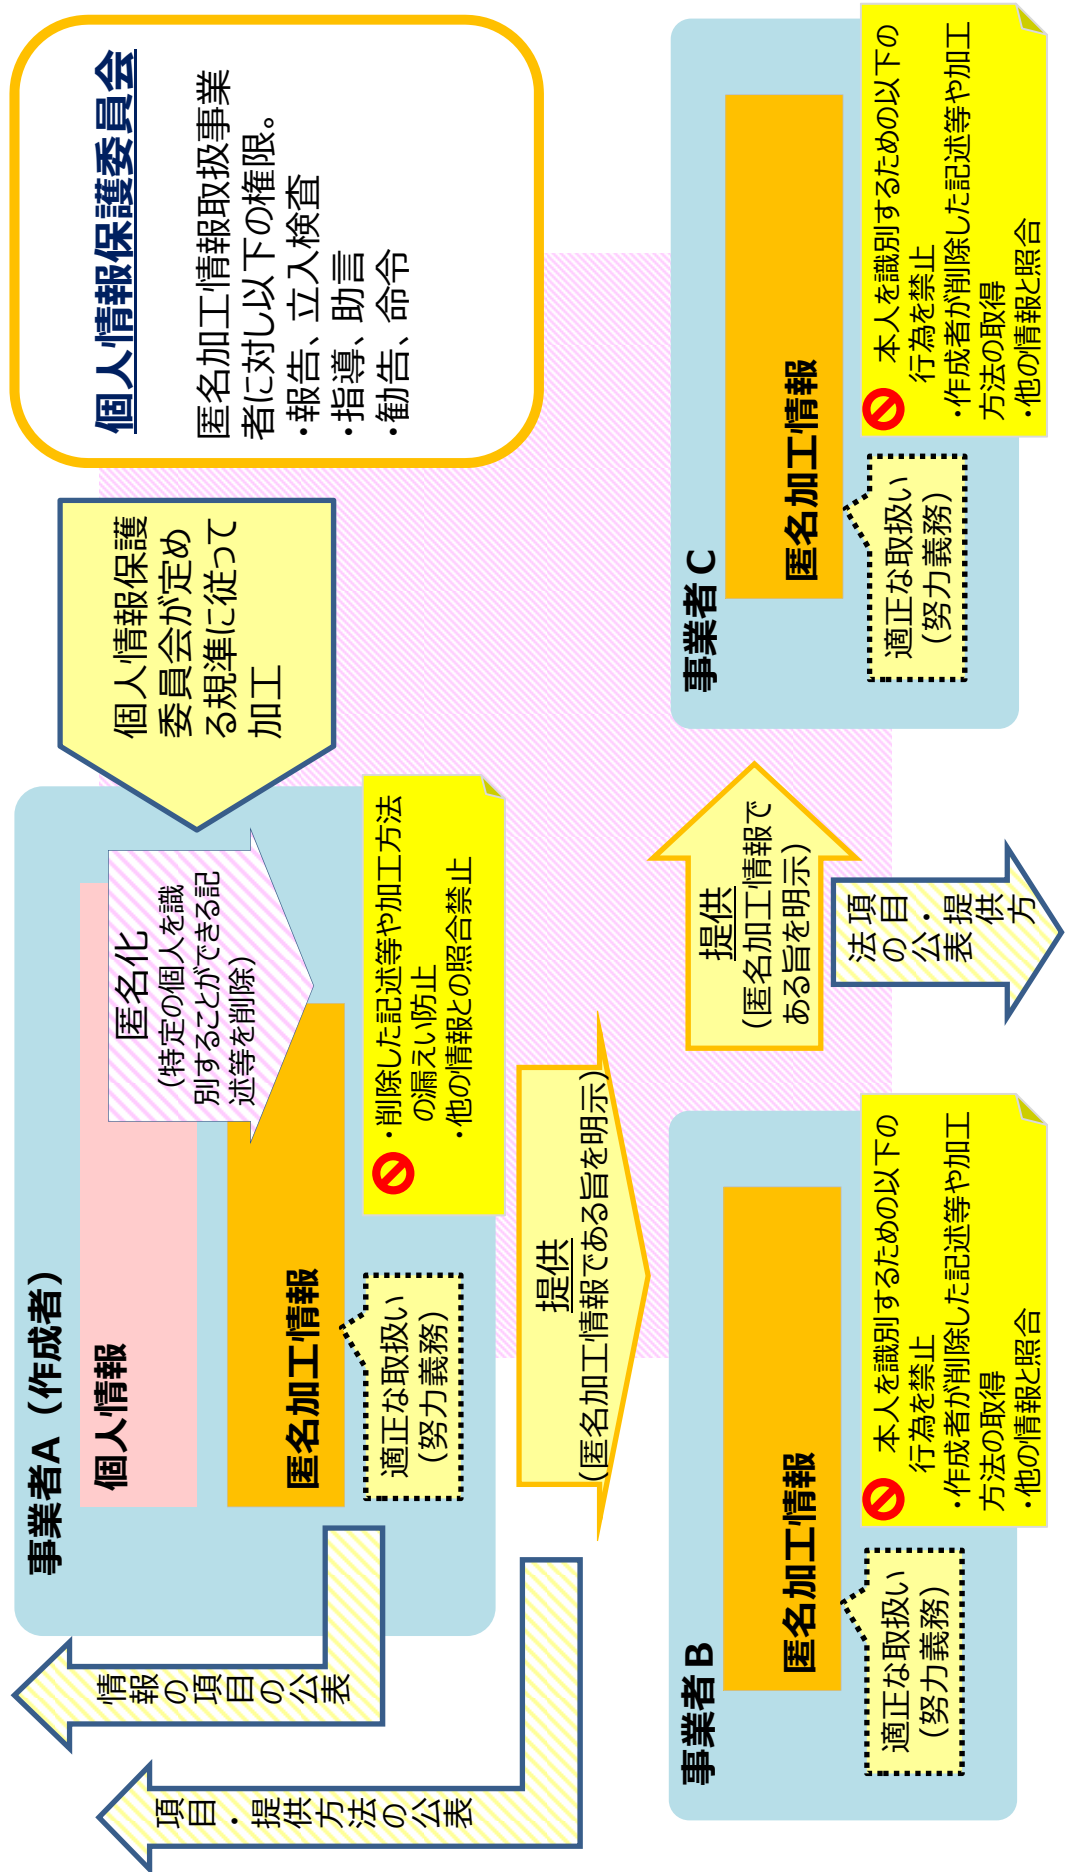 事業者A（作成者）
個人情報
匿名化
（特定の個人を識
別することができる記
述等を削除）
匿名加工情報
適正な取扱い
（努力義務）
・削除した記述等や加工方法
の漏えい防止
・他の情報との照合禁止
個人情報保護
委員会が定め
る規準に従って
加工
個人情報保護委員会
匿名加工情報取扱事業
者に対し以下の権限。
・報告、立入検査
・指導、助言
・勧告、命令
情報の項目の公表
項目・提供方法の公表
提供
（匿名加工情報である旨を明示）
事業者B
匿名加工情報
適正な取扱い
（努力義務）
本人を識別するための以下の
行為を禁止
・作成者が削除した記述等や加工
方法の取得
・他の情報と照合
提供
（匿名加工情報で
ある旨を明示）
法項
の目
公・
表提
供
方
事業者C
匿名加工情報
適正な取扱い
（努力義務）
本人を識別するための以下の
行為を禁止
・作成者が削除した記述等や加工
方法の取得
・他の情報と照合